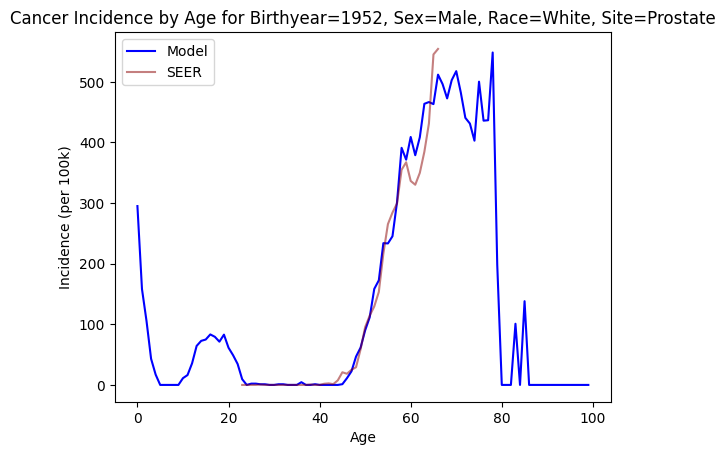 Cancer Incidence by Age for Birthyear=1952, Sex=Male, Race=White, Site=Prostate
Model
SEER
Incidence (per 100k)
500
400
300
200
100
0
0 20 40 60 80 100
Age